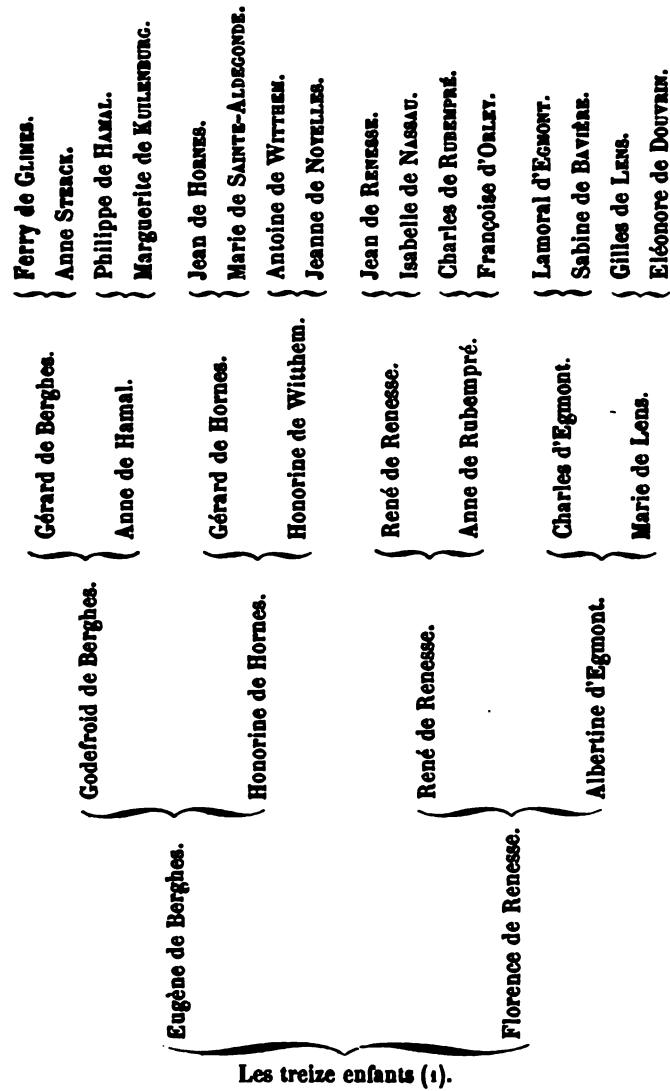 Les treize enfants (1).
Eugène de Berghes.
Florence de Renesse.
Godefroid de Berghes.
Honorine de Hornes.
René de Renesse.
Albertine d'Egmont.
Gérard de Berghes.
Anne de Hamal.
Gérard de Hornes.
Honorine de Witthem.
René de Renesse.
Anne de Rubempré.
Charles d'Egmont.
Marie de Lens.
Ferry de GLIMES.
Anne STERCK.
Philippe de HAMAL.
Marguerite de KUILENBURG.
Jean de HORNES.
Marie de SAINTE-ALDEGONDE.
Antoine de WITTHEM.
Jeanne de NOYELLES.
Jean de RENESSE.
Isabelle de NASSAU.
Charles de RUBEMPRÉ.
Françoise d'ORLEY.
Lamoral d'EGMONT.
Sabine de BAVIÈRE.
Gilles de LENS.
Eléonore de DOUVRIN.